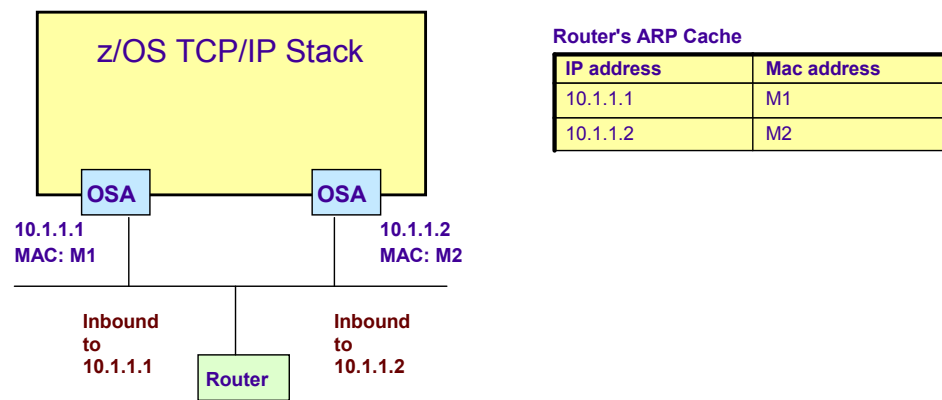 z/OS TCP/IP Stack
OSA
OSA
10.1.1.1
MAC: M1
10.1.1.2
MAC: M2
Inbound
to
10.1.1.1
Inbound
to
10.1.1.2
Router
Router's ARP Cache
IP address Mac address
10.1.1.1 M1
10.1.1.2 M2